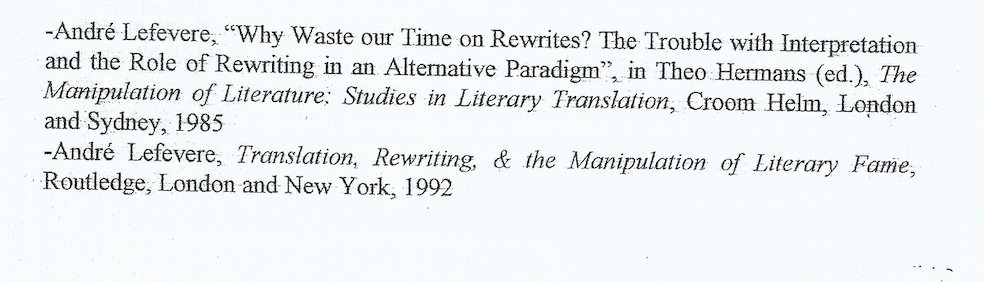 -André Lefevere, “Why Waste our Time on Rewrites? The Trouble with Interpretation
and the Role of Rewriting in an Alternative Paradigm”, in Theo Hermans (ed.), The
Manipulation of Literature: Studies in Literary Translation, Croom Helm, London
and Sydney, 1985
-André Lefevere, Translation, Rewriting, & the Manipulation of Literary Fame,
Routledge, London and New York, 1992